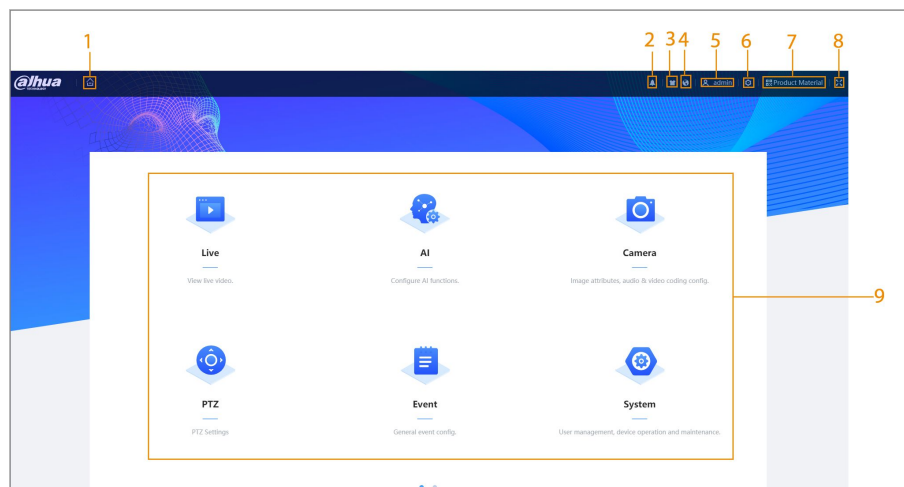 1
2 3 4 5 6 7 8
alhua
TECHNOLOGY
admin
Product Material
Live
AI
Camera
View live video.
Configure AI functions.
Image attributes, audio & video coding config.
9
PTZ
Event
System
PTZ Settings
General event config.
User management, device operation and maintenance.